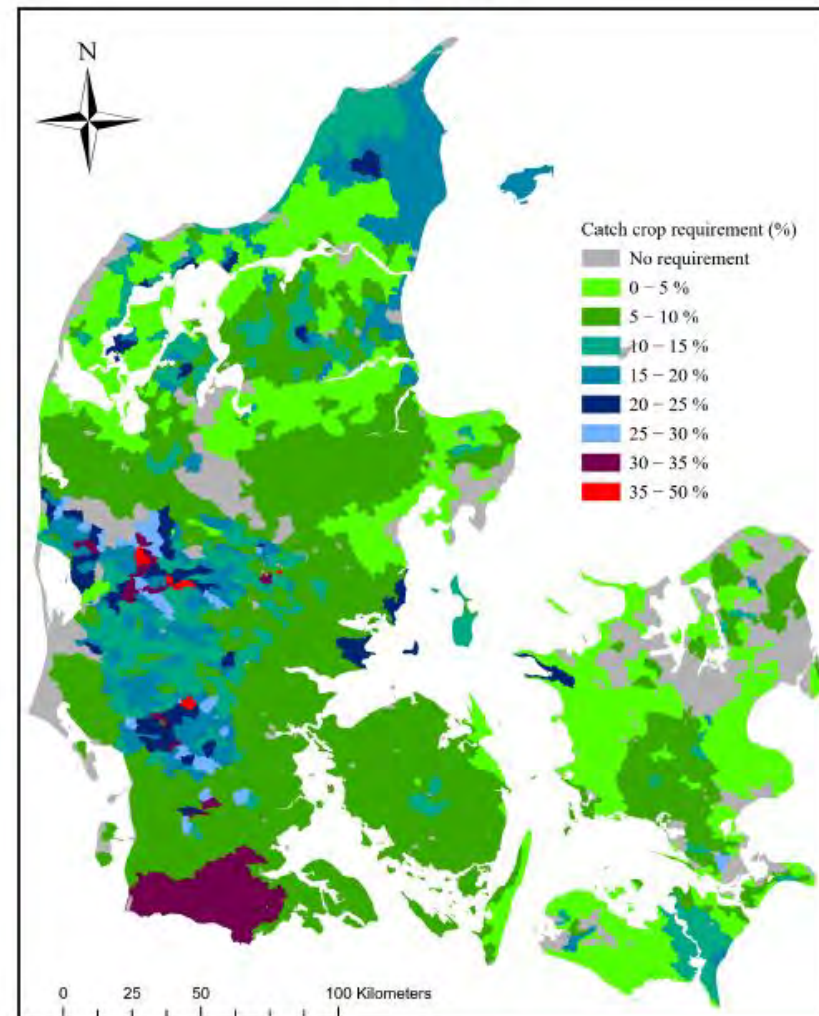 N
Catch crop requirement (%)
No requirement
0 – 5 %
5 – 10 %
10 – 15 %
15 – 20 %
20 – 25 %
25 – 30 %
30 – 35 %
35 – 50 %
0 25 50 100 Kilometers